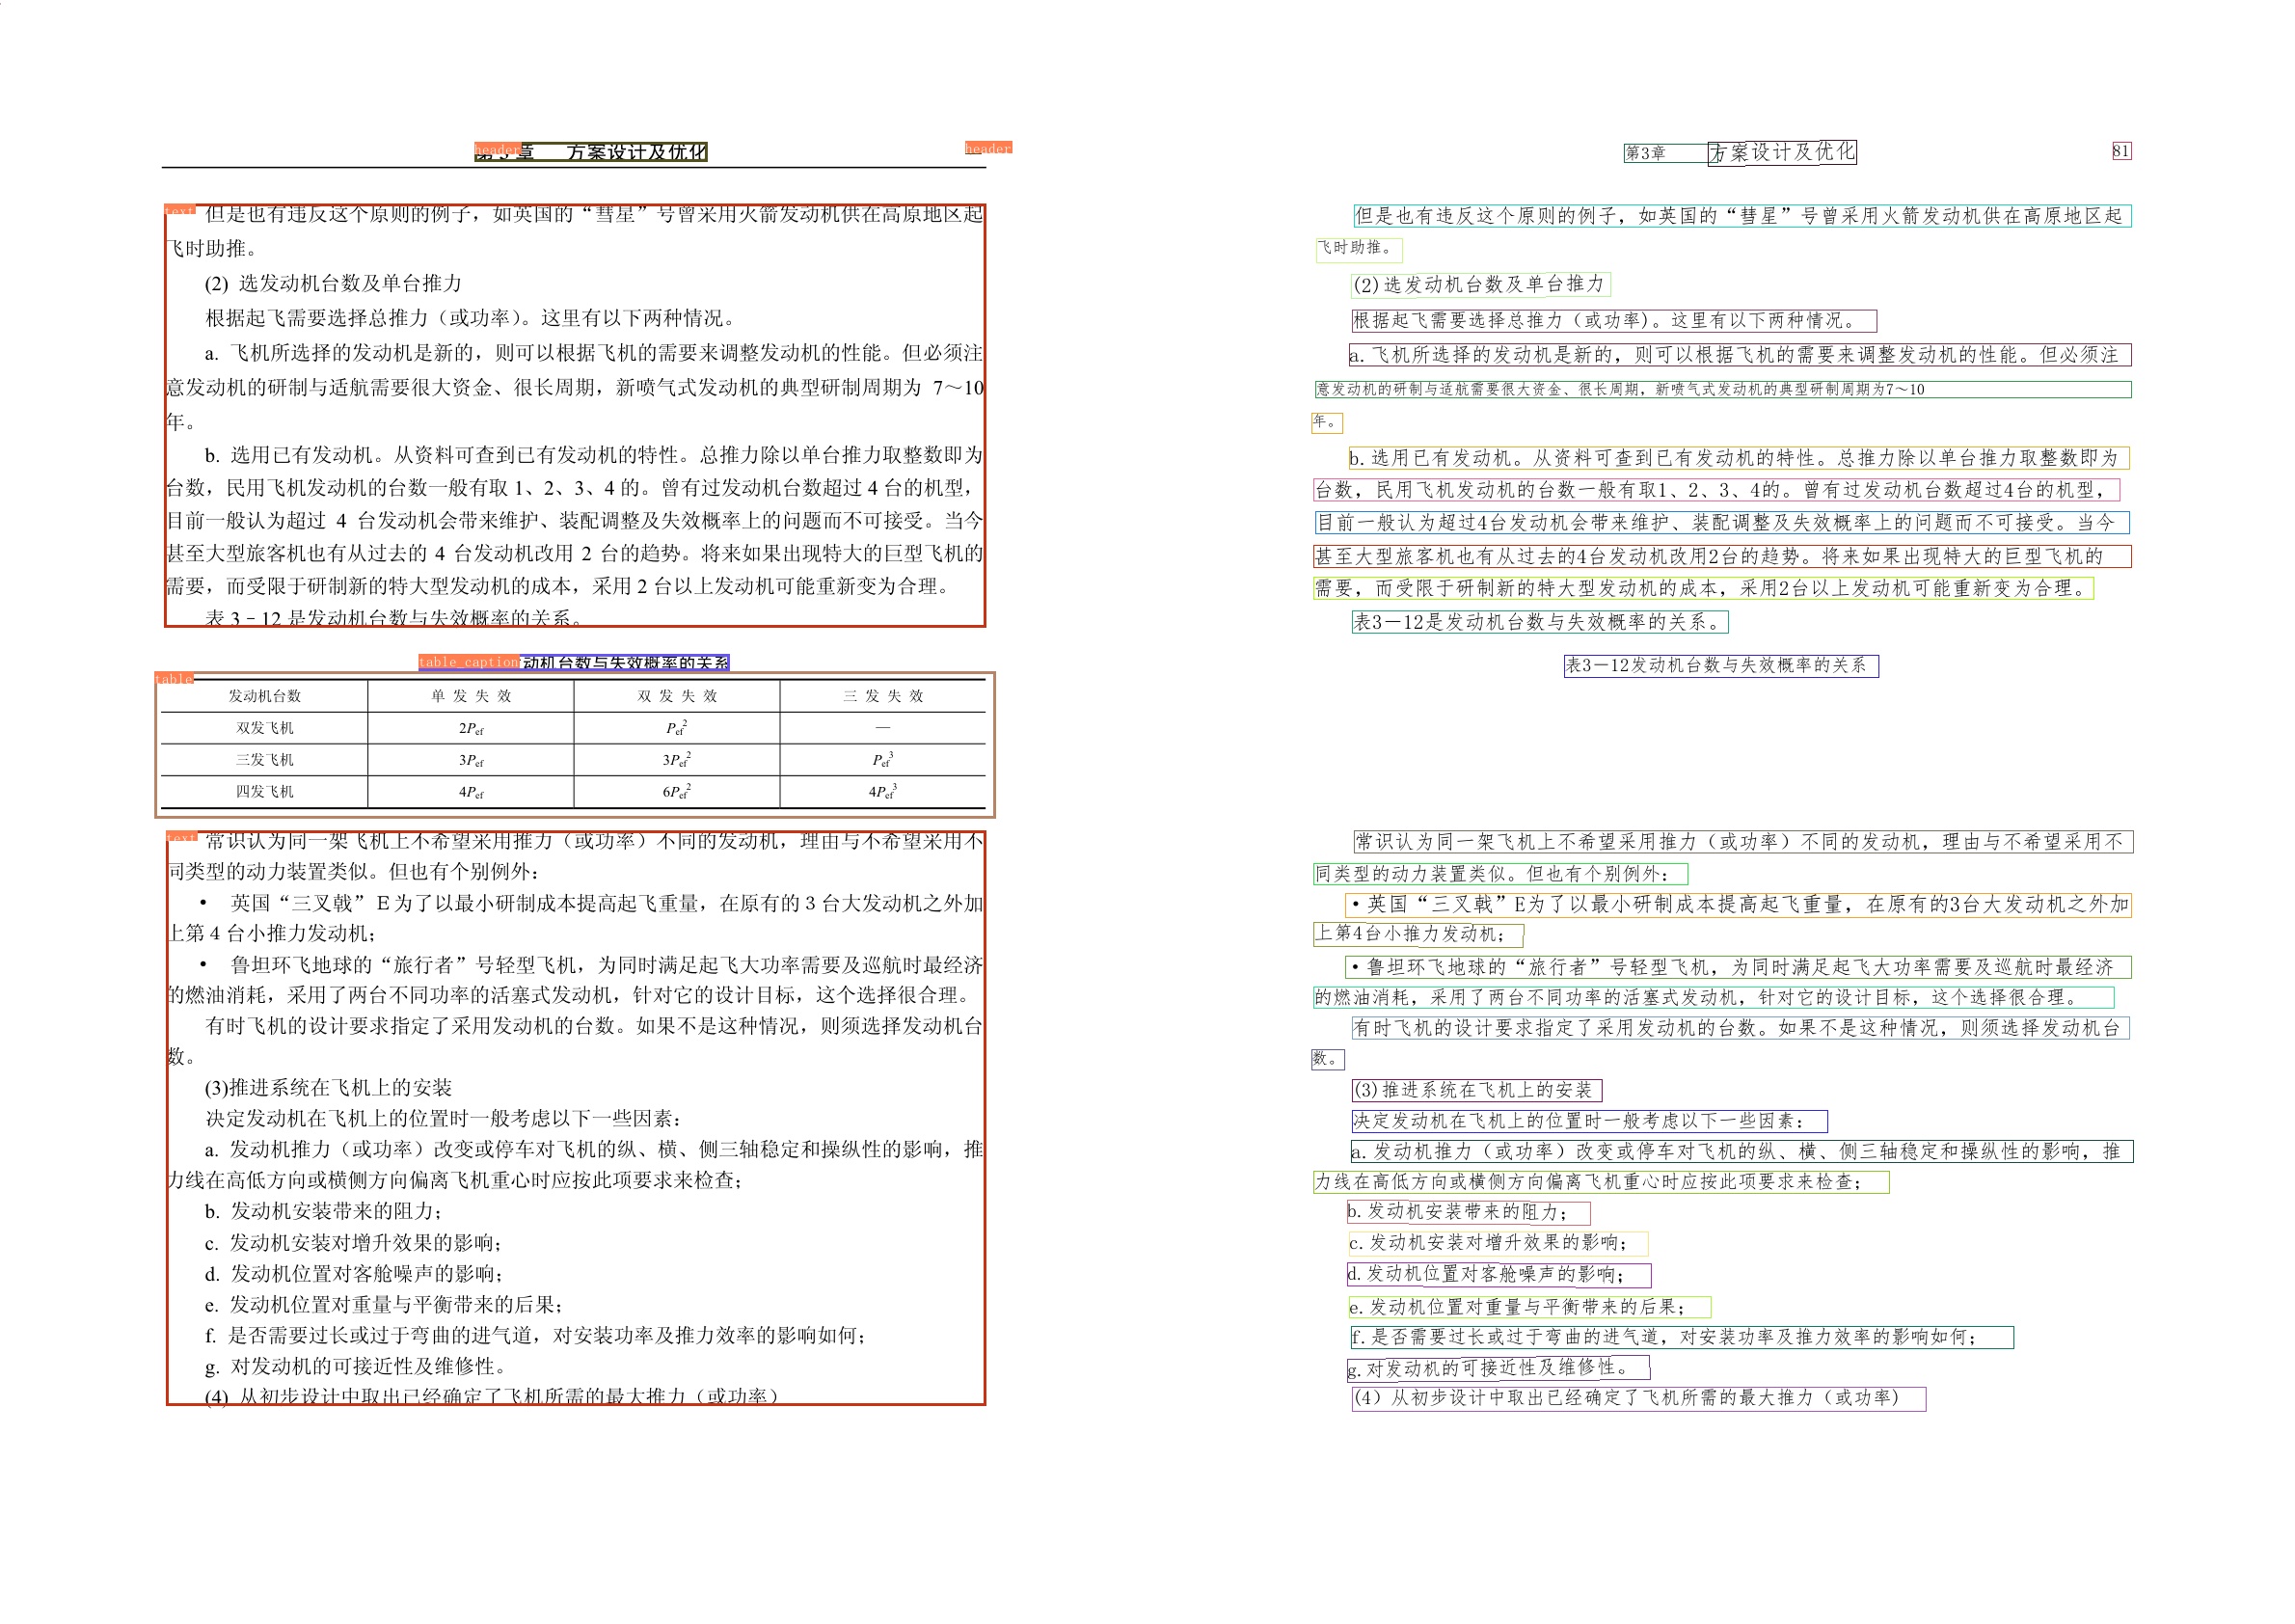 header 第3章 方案设计及优化 header
text 但是也有违反这个原则的例子，如英国的“彗星”号曾采用火箭发动机供在高原地区起
飞时助推。
(2) 选发动机台数及单台推力
根据起飞需要选择总推力（或功率）。这里有以下两种情况。
a. 飞机所选择的发动机是新的，则可以根据飞机的需要来调整发动机的性能。但必须注
意发动机的研制与适航需要很大资金、很长周期，新喷气式发动机的典型研制周期为 7～10
年。
b. 选用已有发动机。从资料可查到已有发动机的特性。总推力除以单台推力取整数即为
台数，民用飞机发动机的台数一般有取 1、2、3、4 的。曾有过发动机台数超过 4 台的机型，
目前一般认为超过 4 台发动机会带来维护、装配调整及失效概率上的问题而不可接受。当今
甚至大型旅客机也有从过去的 4 台发动机改用 2 台的趋势。将来如果出现特大的巨型飞机的
需要，而受限于研制新的特大型发动机的成本，采用 2 台以上发动机可能重新变为合理。
表 3－12 是发动机台数与失效概率的关系。
table_caption 动机台数与失效概率的关系
table
发动机台数 单发失效 双发失效 三发失效
双发飞机 2Pef Pef² —
三发飞机 3Pef 3Pef² Pef³
四发飞机 4Pef 6Pef² 4Pef³
text 常识认为同一架飞机上不希望采用推力（或功率）不同的发动机，理由与不希望采用不
同类型的动力装置类似。但也有个别例外：
• 英国“三叉戟”E为了以最小研制成本提高起飞重量，在原有的 3 台大发动机之外加
上第 4 台小推力发动机；
• 鲁坦环飞地球的“旅行者”号轻型飞机，为同时满足起飞大功率需要及巡航时最经济
的燃油消耗，采用了两台不同功率的活塞式发动机，针对它的设计目标，这个选择很合理。
有时飞机的设计要求指定了采用发动机的台数。如果不是这种情况，则须选择发动机台
数。
(3)推进系统在飞机上的安装
决定发动机在飞机上的位置时一般考虑以下一些因素：
a. 发动机推力（或功率）改变或停车对飞机的纵、横、侧三轴稳定和操纵性的影响，推
力线在高低方向或横侧方向偏离飞机重心时应按此项要求来检查；
b. 发动机安装带来的阻力；
c. 发动机安装对增升效果的影响；
d. 发动机位置对客舱噪声的影响；
e. 发动机位置对重量与平衡带来的后果；
f. 是否需要过长或过于弯曲的进气道，对安装功率及推力效率的影响如何；
g. 对发动机的可接近性及维修性。
(4) 从初步设计中取出已经确定了飞机所需的最大推力（或功率）
第3章 方案设计及优化 81
但是也有违反这个原则的例子，如英国的“彗星”号曾采用火箭发动机供在高原地区起
飞时助推。
(2)选发动机台数及单台推力
根据起飞需要选择总推力（或功率)。这里有以下两种情况。
a.飞机所选择的发动机是新的，则可以根据飞机的需要来调整发动机的性能。但必须注
意发动机的研制与适航需要很大资金、很长周期，新喷气式发动机的典型研制周期为7～10
年。
b.选用已有发动机。从资料可查到已有发动机的特性。总推力除以单台推力取整数即为
台数，民用飞机发动机的台数一般有取1、2、3、4的。曾有过发动机台数超过4台的机型，
目前一般认为超过4台发动机会带来维护、装配调整及失效概率上的问题而不可接受。当今
甚至大型旅客机也有从过去的4台发动机改用2台的趋势。将来如果出现特大的巨型飞机的
需要，而受限于研制新的特大型发动机的成本，采用2台以上发动机可能重新变为合理。
表3－12是发动机台数与失效概率的关系。
表3－12发动机台数与失效概率的关系
常识认为同一架飞机上不希望采用推力（或功率）不同的发动机，理由与不希望采用不
同类型的动力装置类似。但也有个别例外：
•英国“三叉戟”E为了以最小研制成本提高起飞重量，在原有的3台大发动机之外加
上第4台小推力发动机；
•鲁坦环飞地球的“旅行者”号轻型飞机，为同时满足起飞大功率需要及巡航时最经济
的燃油消耗，采用了两台不同功率的活塞式发动机，针对它的设计目标，这个选择很合理。
有时飞机的设计要求指定了采用发动机的台数。如果不是这种情况，则须选择发动机台
数。
(3)推进系统在飞机上的安装
决定发动机在飞机上的位置时一般考虑以下一些因素：
a.发动机推力（或功率）改变或停车对飞机的纵、横、侧三轴稳定和操纵性的影响，推
力线在高低方向或横侧方向偏离飞机重心时应按此项要求来检查；
b.发动机安装带来的阻力；
c.发动机安装对增升效果的影响；
d.发动机位置对客舱噪声的影响；
e.发动机位置对重量与平衡带来的后果；
f.是否需要过长或过于弯曲的进气道，对安装功率及推力效率的影响如何；
g.对发动机的可接近性及维修性。
(4）从初步设计中取出已经确定了飞机所需的最大推力（或功率)